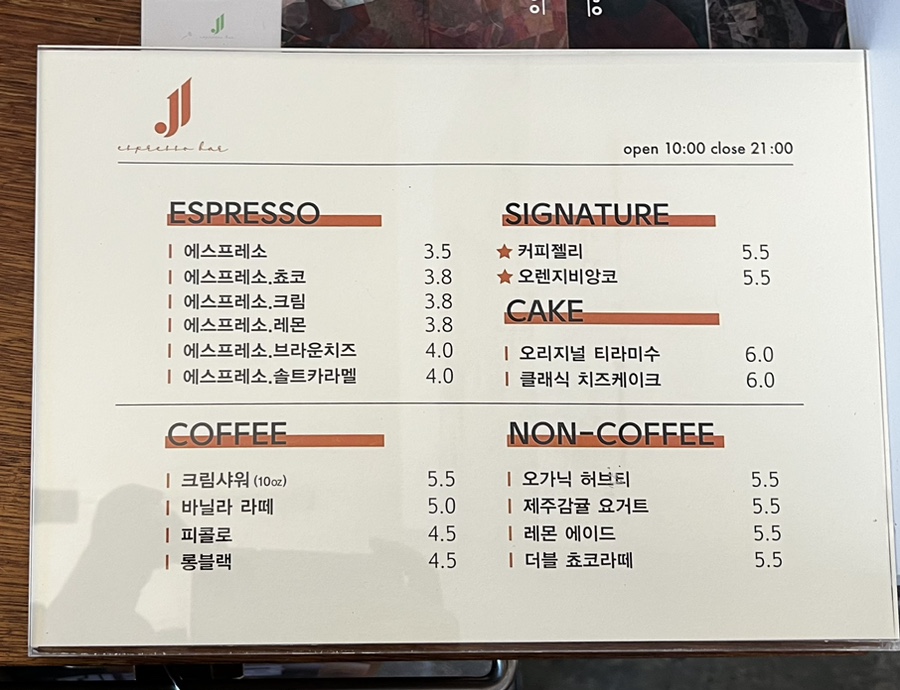 JI
espresso bar
open 10:00 close 21:00
ESPRESSO
에스프레소 3.5
에스프레소.쵸코 3.8
에스프레소.크림 3.8
에스프레소.레몬 3.8
에스프레소.브라운치즈 4.0
에스프레소.솔트카라멜 4.0
SIGNATURE
★ 커피젤리 5.5
★ 오렌지비앙코 5.5
CAKE
오리지널 티라미수 6.0
클래식 치즈케이크 6.0
COFFEE
크림샤워 (10oz) 5.5
바닐라 라떼 5.0
피콜로 4.5
롱블랙 4.5
NON-COFFEE
오가닉 허브티 5.5
제주감귤 요거트 5.5
레몬 에이드 5.5
더블 쵸코라떼 5.5